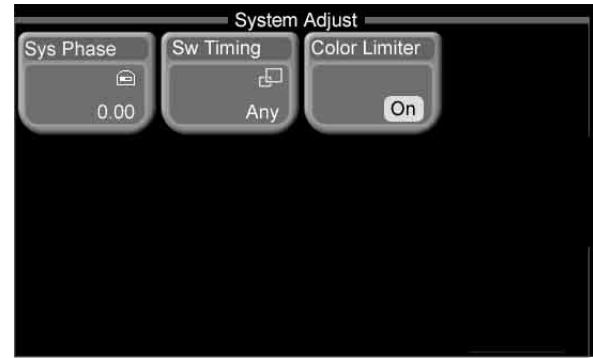 System Adjust
Sys Phase
0.00
Sw Timing
Any
Color Limiter
On